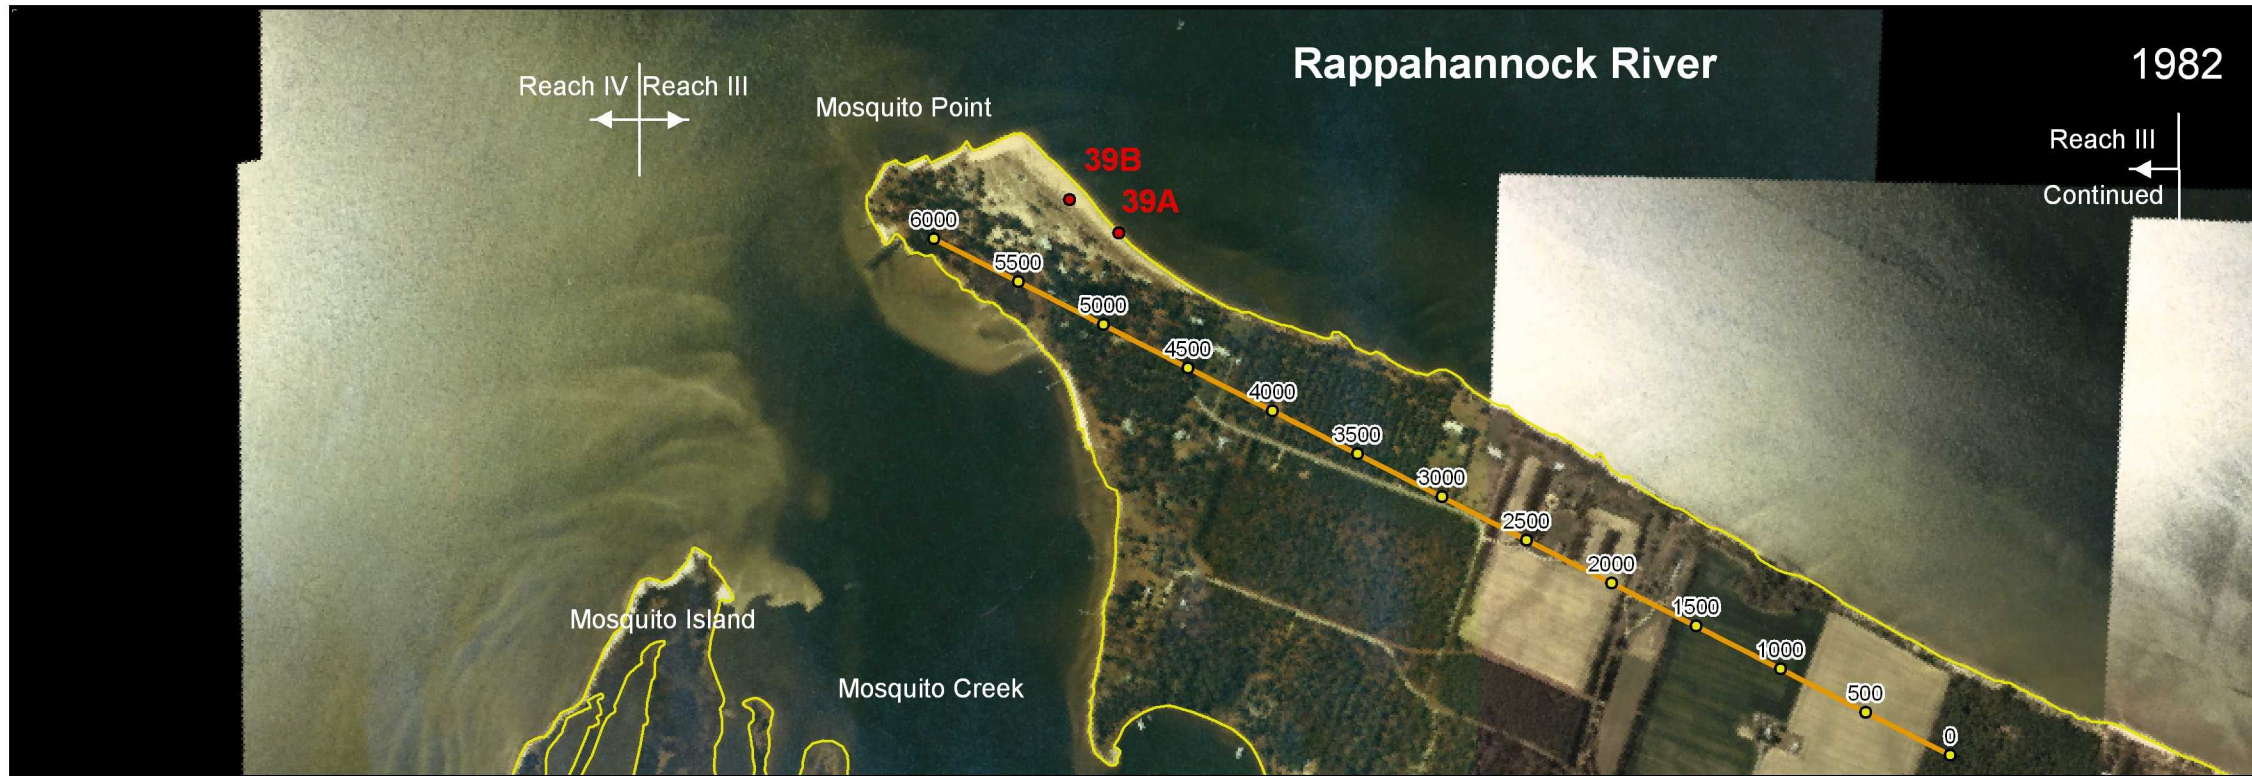 Rappahannock River
1982
Reach IV Reach III
Mosquito Point
Reach III
Continued
39B
39A
6000
5500
5000
4500
4000
3500
3000
2500
2000
1500
1000
500
0
Mosquito Island
Mosquito Creek